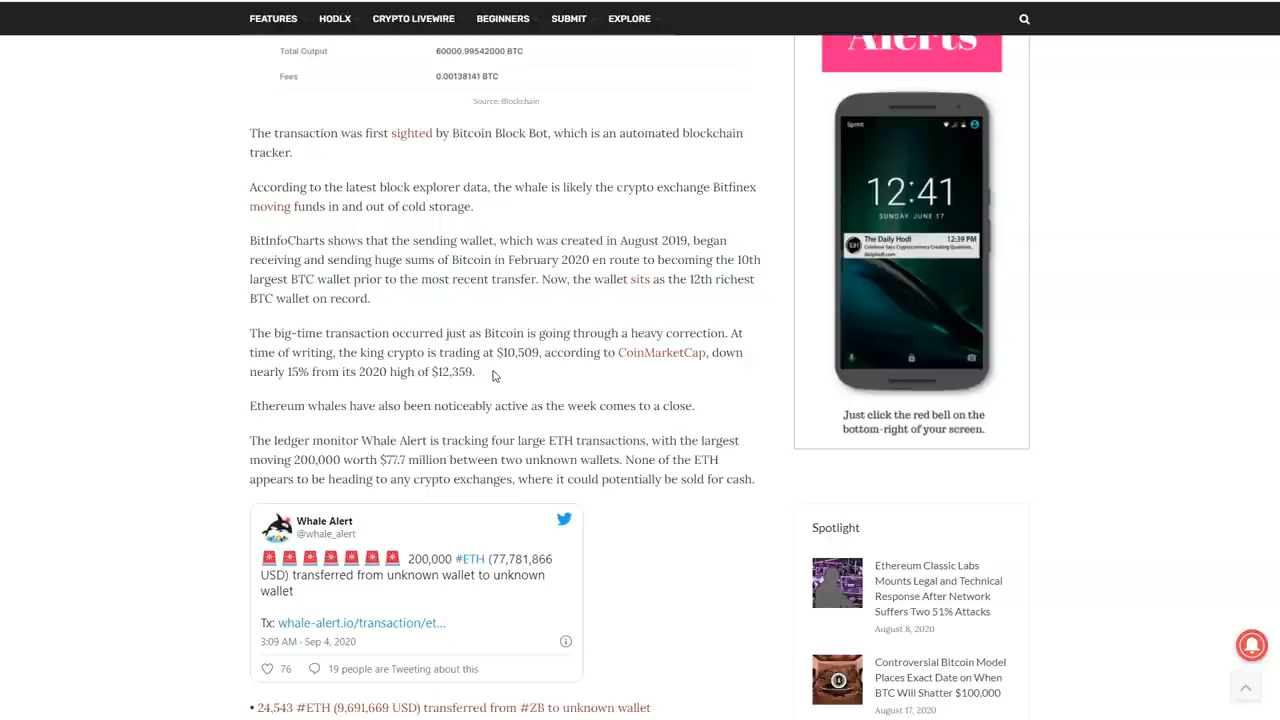 FEATURES HODLX CRYPTO LIVEWIRE BEGINNERS SUBMIT EXPLORE
Total Output 60000.99542000 BTC
Fees 0.00138141 BTC
Source: Blockchain
The transaction was first sighted by Bitcoin Block Bot, which is an automated blockchain
tracker.
According to the latest block explorer data, the whale is likely the crypto exchange Bitfinex
moving funds in and out of cold storage.
BitInfoCharts shows that the sending wallet, which was created in August 2019, began
receiving and sending huge sums of Bitcoin in February 2020 en route to becoming the 10th
largest BTC wallet prior to the most recent transfer. Now, the wallet sits as the 12th richest
BTC wallet on record.
The big-time transaction occurred just as Bitcoin is going through a heavy correction. At
time of writing, the king crypto is trading at $10,509, according to CoinMarketCap, down
nearly 15% from its 2020 high of $12,359.
Ethereum whales have also been noticeably active as the week comes to a close.
The ledger monitor Whale Alert is tracking four large ETH transactions, with the largest
moving 200,000 worth $77.7 million between two unknown wallets. None of the ETH
appears to be heading to any crypto exchanges, where it could potentially be sold for cash.
Whale Alert
@whale_alert
200,000 #ETH (77,781,866
USD) transferred from unknown wallet to unknown
wallet
Tx: whale-alert.io/transaction/et...
3:09 AM - Sep 4, 2020
76 19 people are Tweeting about this
• 24,543 #ETH (9,691,669 USD) transferred from #ZB to unknown wallet
Alerts
Sprint
12:41
SUNDAY JUNE 17
The Daily Hodl 12:39 PM
Coinbase Says Cryptocurrency Creating Quantum...
dailyhodl.com
Just click the red bell on the
bottom-right of your screen.
Spotlight
Ethereum Classic Labs
Mounts Legal and Technical
Response After Network
Suffers Two 51% Attacks
August 8, 2020
Controversial Bitcoin Model
Places Exact Date on When
BTC Will Shatter $100,000
August 17, 2020